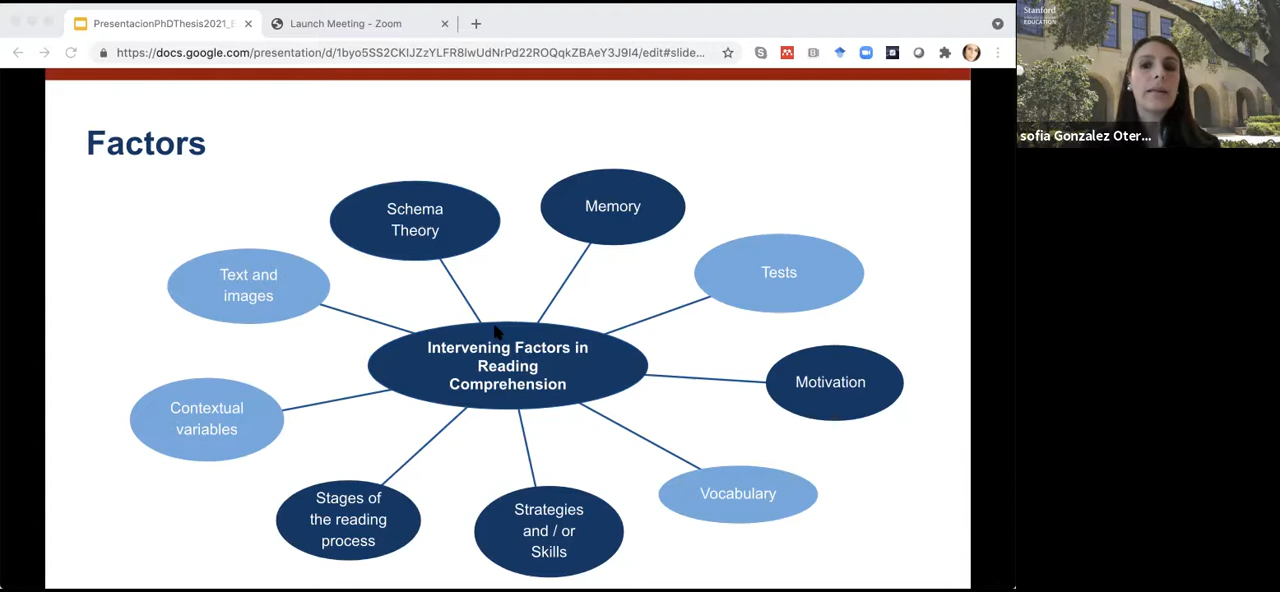 PresentacionPhDThesis2021_E
Launch Meeting - Zoom
https://docs.google.com/presentation/d/1byo5SS2CKIJZzYLFR8lwUdNrPd22ROQqkZBAeY3J9I4/edit#slide...
Stanford
EDUCATION
sofia Gonzalez Oter...
Factors
Schema
Theory
Memory
Text and
images
Tests
Intervening Factors in
Reading
Comprehension
Motivation
Contextual
variables
Vocabulary
Stages of
the reading
process
Strategies
and / or
Skills